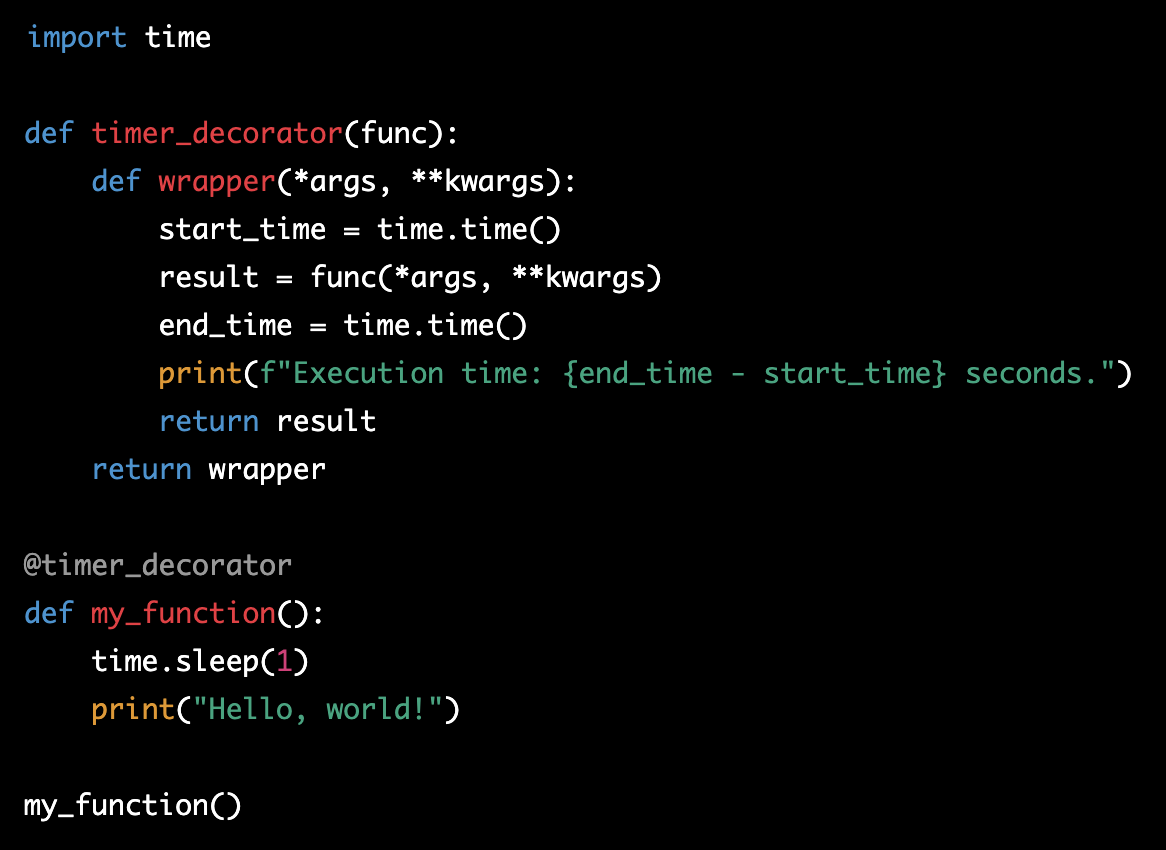 import time

def timer_decorator(func):
    def wrapper(*args, **kwargs):
        start_time = time.time()
        result = func(*args, **kwargs)
        end_time = time.time()
        print(f"Execution time: {end_time - start_time} seconds.")
        return result
    return wrapper

@timer_decorator
def my_function():
    time.sleep(1)
    print("Hello, world!")

my_function()